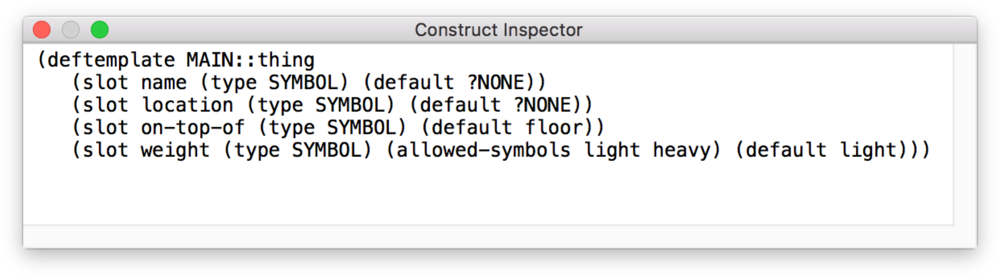 Construct Inspector
(deftemplate MAIN::thing
   (slot name (type SYMBOL) (default ?NONE))
   (slot location (type SYMBOL) (default ?NONE))
   (slot on-top-of (type SYMBOL) (default floor))
   (slot weight (type SYMBOL) (allowed-symbols light heavy) (default light)))